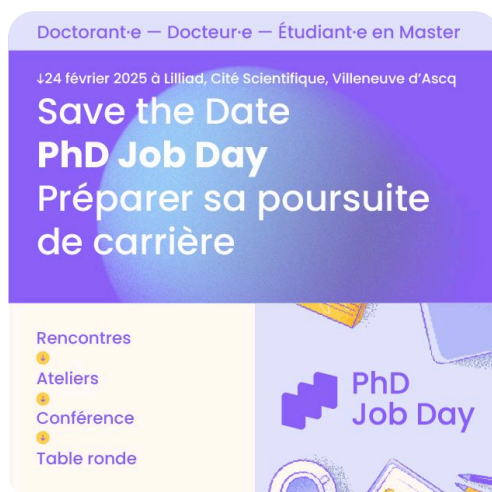 Doctorant·e — Docteur·e — Étudiant·e en Master
↓24 février 2025 à Lilliad, Cité Scientifique, Villeneuve d'Ascq
Save the Date
PhD Job Day
Préparer sa poursuite
de carrière
Rencontres
↓
Ateliers
↓
Conférence
↓
Table ronde
PhD
Job Day